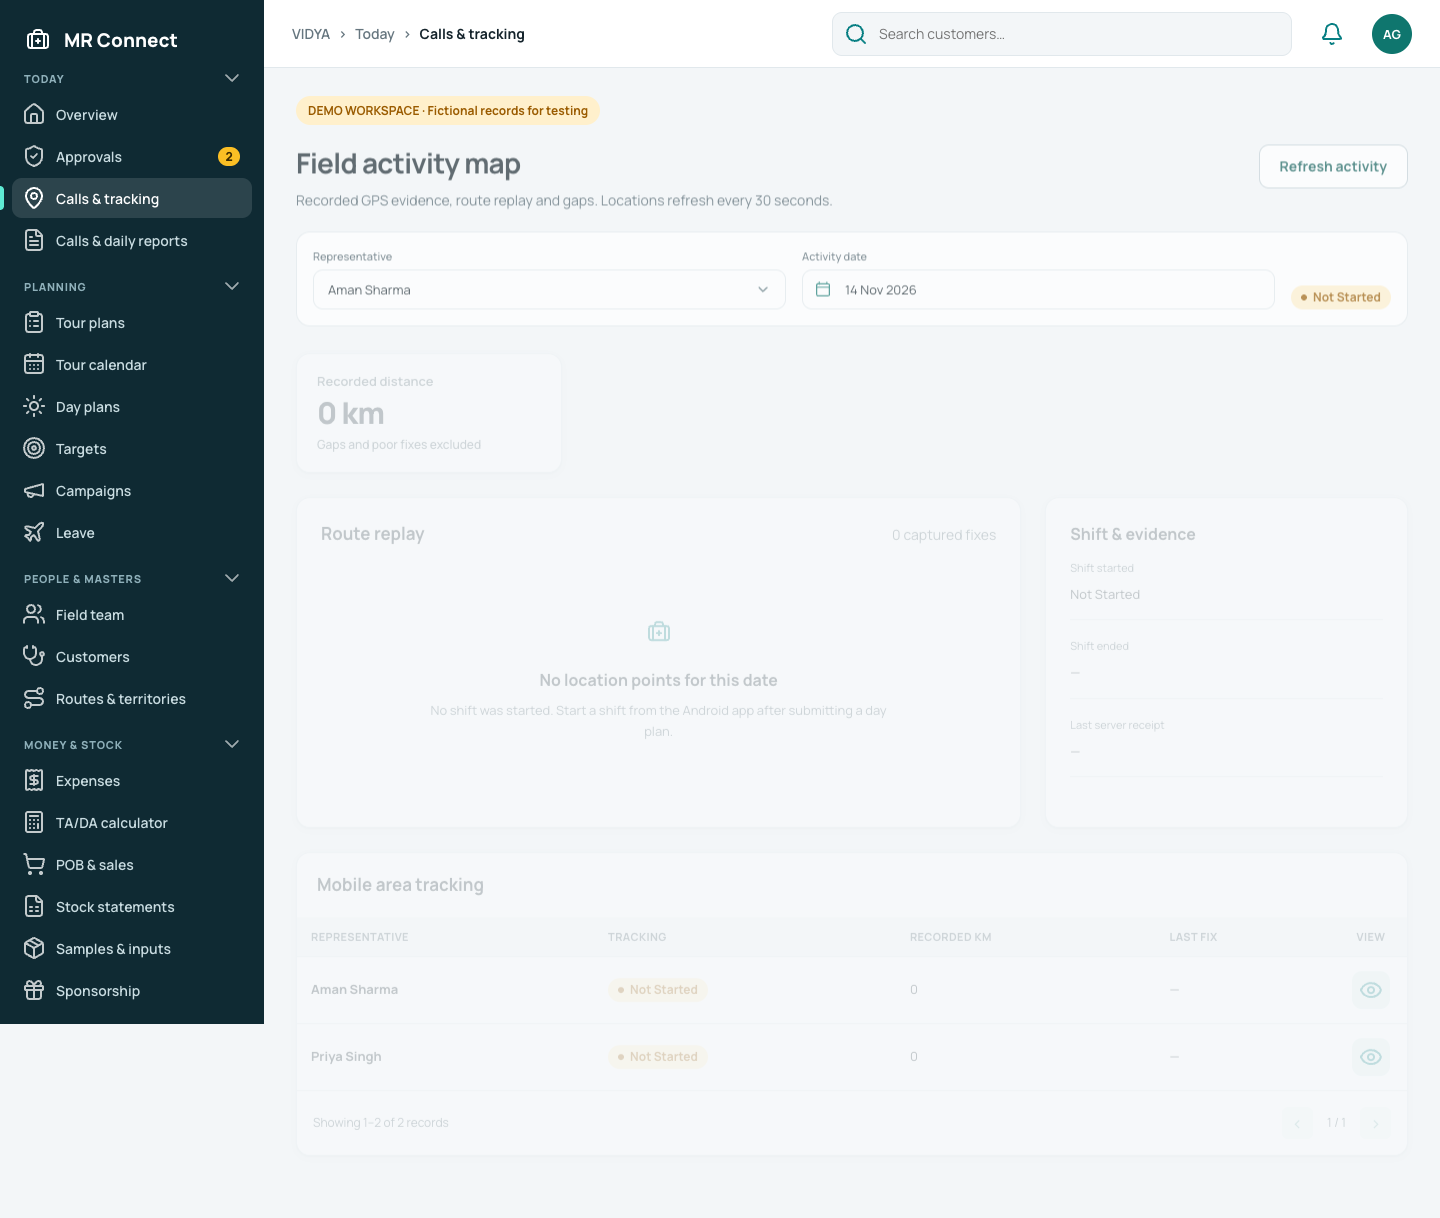 MR Connect
TODAY
Overview
Approvals 2
Calls & tracking
Calls & daily reports
PLANNING
Tour plans
Tour calendar
Day plans
Targets
Campaigns
Leave
PEOPLE & MASTERS
Field team
Customers
Routes & territories
MONEY & STOCK
Expenses
TA/DA calculator
POB & sales
Stock statements
Samples & inputs
Sponsorship
VIDYA › Today › Calls & tracking
Search customers...
AG
DEMO WORKSPACE · Fictional records for testing
Field activity map
Refresh activity
Recorded GPS evidence, route replay and gaps. Locations refresh every 30 seconds.
Representative
Aman Sharma
Activity date
14 Nov 2026
Not Started
Recorded distance
0 km
Gaps and poor fixes excluded
Route replay
0 captured fixes
No location points for this date
No shift was started. Start a shift from the Android app after submitting a day
plan.
Shift & evidence
Shift started
Not Started
Shift ended
—
Last server receipt
—
Mobile area tracking
REPRESENTATIVE TRACKING RECORDED KM LAST FIX VIEW
Aman Sharma Not Started 0 —
Priya Singh Not Started 0 —
Showing 1–2 of 2 records
‹ 1 / 1 ›